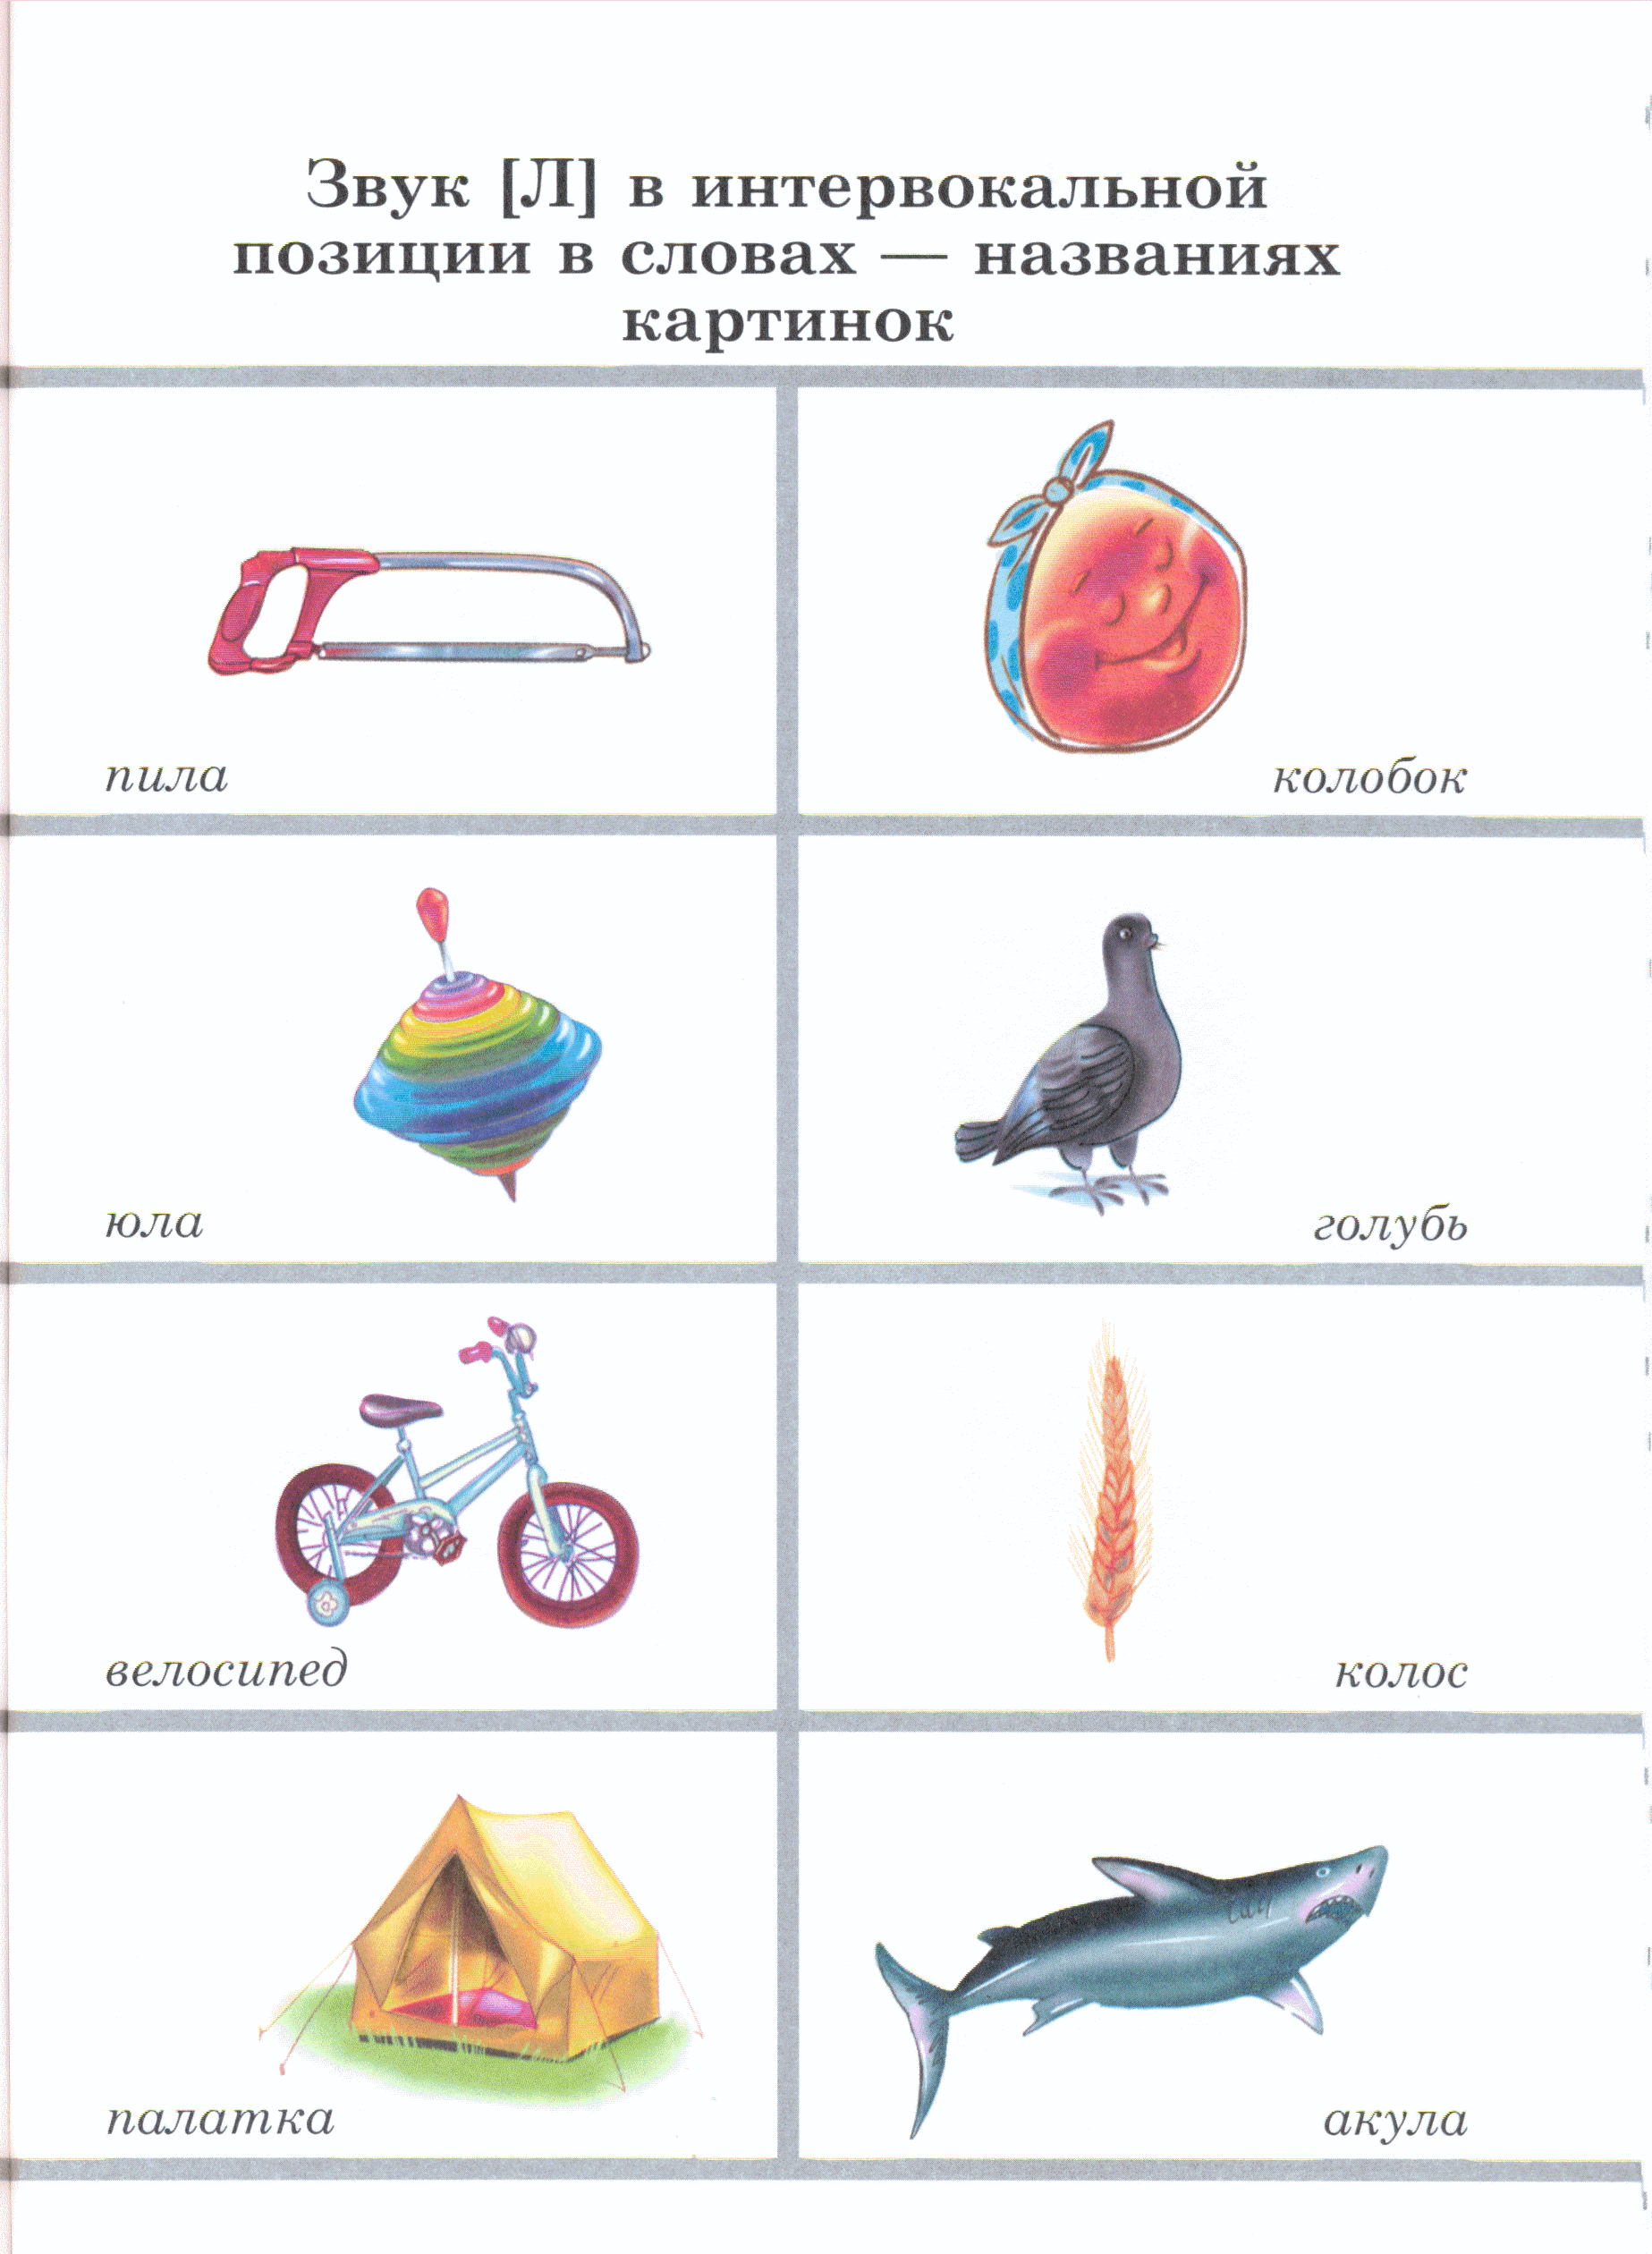 Звук [Л] в интервокальной
позиции в словах — названиях
картинок
пила
колобок
юла
голубь
велосипед
колос
палатка
акула